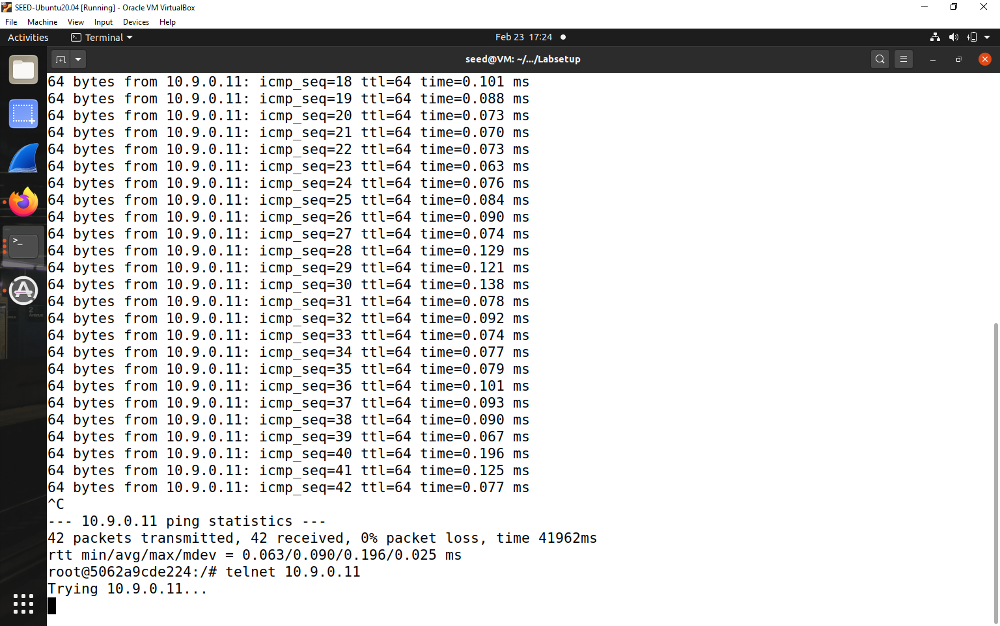 SEED-Ubuntu20.04 [Running] - Oracle VM VirtualBox
File Machine View Input Devices Help
Activities Terminal Feb 23 17:24
seed@VM: ~/.../Labsetup
64 bytes from 10.9.0.11: icmp_seq=18 ttl=64 time=0.101 ms
64 bytes from 10.9.0.11: icmp_seq=19 ttl=64 time=0.088 ms
64 bytes from 10.9.0.11: icmp_seq=20 ttl=64 time=0.073 ms
64 bytes from 10.9.0.11: icmp_seq=21 ttl=64 time=0.070 ms
64 bytes from 10.9.0.11: icmp_seq=22 ttl=64 time=0.073 ms
64 bytes from 10.9.0.11: icmp_seq=23 ttl=64 time=0.063 ms
64 bytes from 10.9.0.11: icmp_seq=24 ttl=64 time=0.076 ms
64 bytes from 10.9.0.11: icmp_seq=25 ttl=64 time=0.084 ms
64 bytes from 10.9.0.11: icmp_seq=26 ttl=64 time=0.090 ms
64 bytes from 10.9.0.11: icmp_seq=27 ttl=64 time=0.074 ms
64 bytes from 10.9.0.11: icmp_seq=28 ttl=64 time=0.129 ms
64 bytes from 10.9.0.11: icmp_seq=29 ttl=64 time=0.121 ms
64 bytes from 10.9.0.11: icmp_seq=30 ttl=64 time=0.138 ms
64 bytes from 10.9.0.11: icmp_seq=31 ttl=64 time=0.078 ms
64 bytes from 10.9.0.11: icmp_seq=32 ttl=64 time=0.092 ms
64 bytes from 10.9.0.11: icmp_seq=33 ttl=64 time=0.074 ms
64 bytes from 10.9.0.11: icmp_seq=34 ttl=64 time=0.077 ms
64 bytes from 10.9.0.11: icmp_seq=35 ttl=64 time=0.079 ms
64 bytes from 10.9.0.11: icmp_seq=36 ttl=64 time=0.101 ms
64 bytes from 10.9.0.11: icmp_seq=37 ttl=64 time=0.093 ms
64 bytes from 10.9.0.11: icmp_seq=38 ttl=64 time=0.090 ms
64 bytes from 10.9.0.11: icmp_seq=39 ttl=64 time=0.067 ms
64 bytes from 10.9.0.11: icmp_seq=40 ttl=64 time=0.196 ms
64 bytes from 10.9.0.11: icmp_seq=41 ttl=64 time=0.125 ms
64 bytes from 10.9.0.11: icmp_seq=42 ttl=64 time=0.077 ms
^C
--- 10.9.0.11 ping statistics ---
42 packets transmitted, 42 received, 0% packet loss, time 41962ms
rtt min/avg/max/mdev = 0.063/0.090/0.196/0.025 ms
root@5062a9cde224:/# telnet 10.9.0.11
Trying 10.9.0.11...